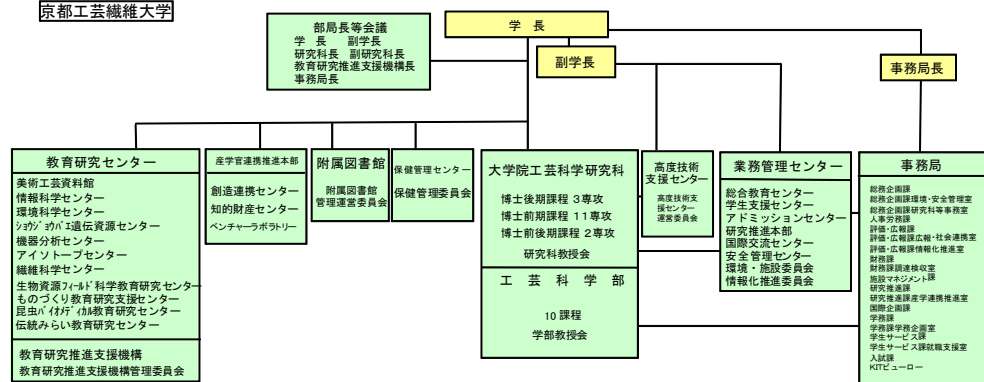 京都工芸繊維大学
学 長
部局長等会議
学 長 副学長
研究科長 副研究科長
教育研究推進支援機構長
事務局長
副学長
事務局長
教育研究センター
美術工芸資料館
情報科学センター
環境科学センター
ショウジョウバエ遺伝資源センター
機器分析センター
アイソトープセンター
繊維科学センター
生物資源フィールド科学教育研究センター
ものづくり教育研究支援センター
昆虫バイオメディカル教育研究センター
伝統みらい教育研究センター
教育研究推進支援機構
教育研究推進支援機構管理委員会
産学官連携推進本部
創造連携センター
知的財産センター
ベンチャーラボラトリー
附属図書館
附属図書館
管理運営委員会
保健管理センター
保健管理委員会
大学院工芸科学研究科
博士後期課程 3専攻
博士前期課程 11専攻
博士前後期課程 2専攻
研究科教授会
工 芸 科 学 部
10 課程
学部教授会
高度技術
支援センター
高度技術支
援センター
運営委員会
業務管理センター
総合教育センター
学生支援センター
アドミッションセンター
研究推進本部
国際交流センター
安全管理センター
環境・施設委員会
情報化推進委員会
事務局
総務企画課
総務企画課環境・安全管理室
総務企画課研究科等事務室
人事労務課
評価・広報課
評価・広報課広報・社会連携室
評価・広報課情報化推進室
財務課
財務課調達検収室
施設マネジメント課
研究推進課
研究推進課産学連携推進室
国際企画課
学務課
学務課学務企画室
学生サービス課
学生サービス課就職支援室
入試課
KITビューロー